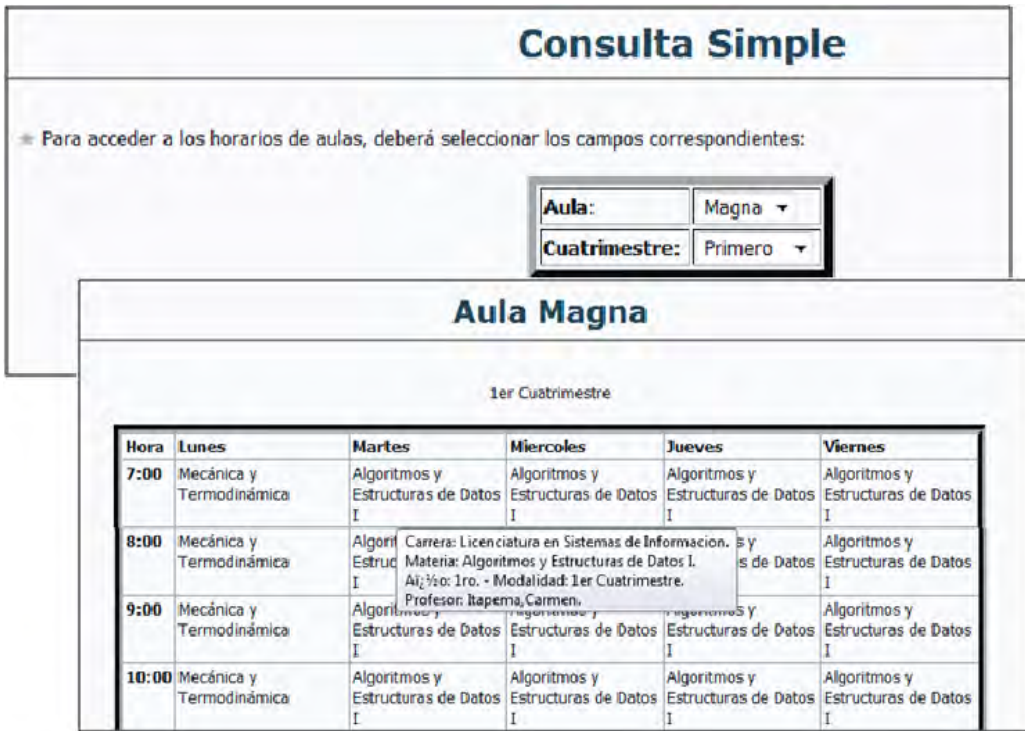 Consulta Simple
Para acceder a los horarios de aulas, deberá seleccionar los campos correspondientes:
Aula: Magna
Cuatrimestre: Primero
Aula Magna
1er Cuatrimestre
Hora Lunes Martes Miercoles Jueves Viernes
7:00 Mecánica y Algoritmos y Algoritmos y Algoritmos y Algoritmos y
Termodinámica Estructuras de Datos Estructuras de Datos Estructuras de Datos Estructuras de Datos
I I I I
8:00 Mecánica y Algorit s y Algoritmos y
Termodinámica Estruc s de Datos Estructuras de Datos
I I I
Carrera: Licenciatura en Sistemas de Informacion.
Materia: Algoritmos y Estructuras de Datos I.
Aï¿½o: 1ro. - Modalidad: 1er Cuatrimestre.
Profesor: Itapema,Carmen.
9:00 Mecánica y Algoritmos y Algoritmos y Algoritmos y Algoritmos y
Termodinámica Estructuras de Datos Estructuras de Datos Estructuras de Datos Estructuras de Datos
I I I I
10:00 Mecánica y Algoritmos y Algoritmos y Algoritmos y Algoritmos y
Termodinámica Estructuras de Datos Estructuras de Datos Estructuras de Datos Estructuras de Datos
I I I I